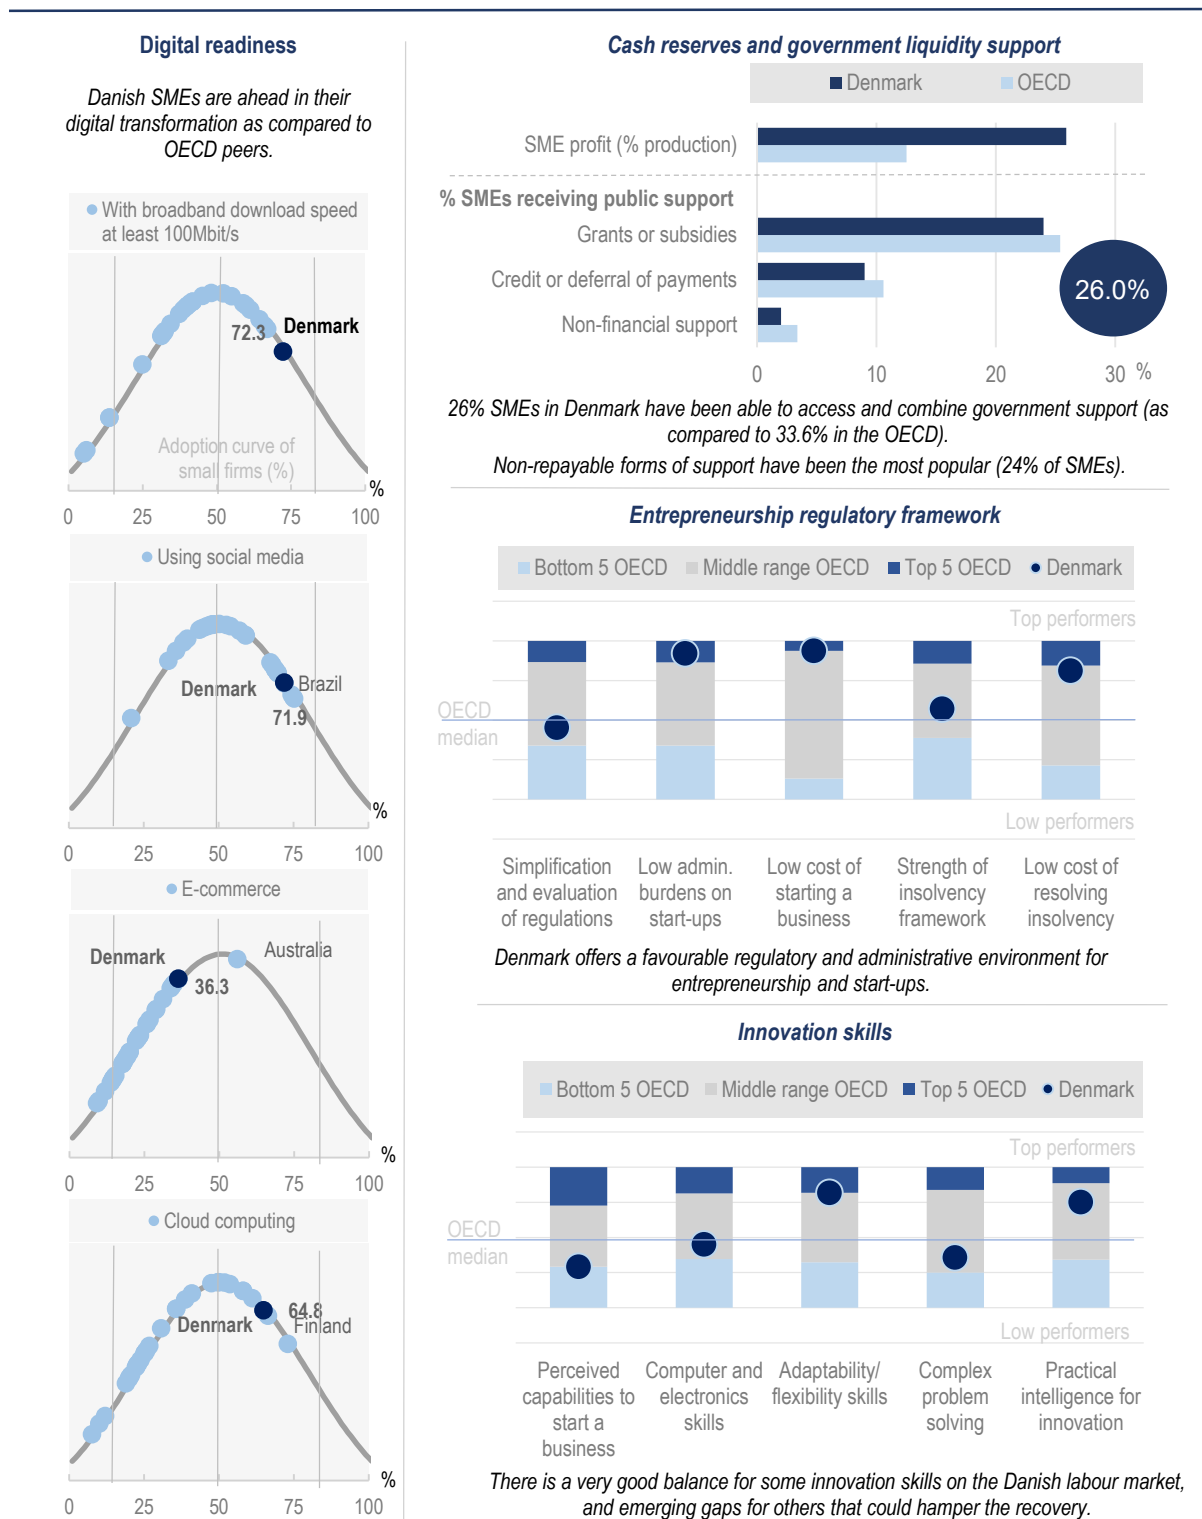 Digital readiness
Danish SMEs are ahead in their
digital transformation as compared to
OECD peers.
With broadband download speed
at least 100Mbit/s
72.3
Denmark
Adoption curve of
small firms (%)
%
0 25 50 75 100
Using social media
Denmark
Brazil
71.9
%
0 25 50 75 100
E-commerce
Denmark
Australia
36.3
%
0 25 50 75 100
Cloud computing
64.8
Denmark
Finland
%
0 25 50 75 100
Cash reserves and government liquidity support
Denmark OECD
SME profit (% production)
% SMEs receiving public support
Grants or subsidies
Credit or deferral of payments
Non-financial support
26.0%
0 10 20 30 %
26% SMEs in Denmark have been able to access and combine government support (as
compared to 33.6% in the OECD).
Non-repayable forms of support have been the most popular (24% of SMEs).
Entrepreneurship regulatory framework
Bottom 5 OECD Middle range OECD Top 5 OECD Denmark
Top performers
OECD
median
Low performers
Simplification
and evaluation
of regulations
Low admin.
burdens on
start-ups
Low cost of
starting a
business
Strength of
insolvency
framework
Low cost of
resolving
insolvency
Denmark offers a favourable regulatory and administrative environment for
entrepreneurship and start-ups.
Innovation skills
Bottom 5 OECD Middle range OECD Top 5 OECD Denmark
Top performers
OECD
median
Low performers
Perceived
capabilities to
start a
business
Computer and
electronics
skills
Adaptability/
flexibility skills
Complex
problem
solving
Practical
intelligence for
innovation
There is a very good balance for some innovation skills on the Danish labour market,
and emerging gaps for others that could hamper the recovery.